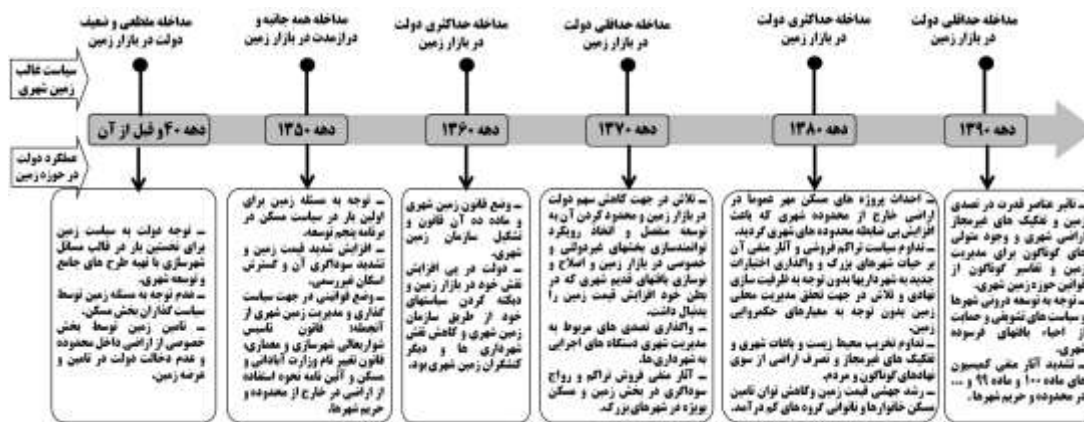 مداخله مقطعی و ضعیف
دولت در بازار زمین
مداخله همه جانبه و
درازمدت در بازار زمین
مداخله حداکثری دولت
در بازار زمین
مداخله حداقلی دولت
در بازار زمین
مداخله حداکثری دولت
در بازار زمین
مداخله حداقلی دولت
در بازار زمین
سیاست غالب
زمین شهری
دهه ۴۰ و قبل از آن
دهه ۱۳۵۰
دهه ۱۳۶۰
دهه ۱۳۷۰
دهه ۱۳۸۰
دهه ۱۳۹۰
عملکرد دولت
در حوزه زمین
ـ توجه دولت به سیاست زمین
برای نخستین بار در قالب مسائل
شهرسازی با تهیه طرح های جامع
و توسعه شهری.
ـ عدم توجه به مسئله زمین توسط
سیاست گذاران بخش مسکن.
ـ تامین زمین توسط بخش
خصوصی از اراضی داخل محدوده
و عدم دخالت دولت در تامین و
عرضه زمین.
ـ توجه به مسئله زمین برای
اولین بار در سیاست مسکن در
برنامه پنجم توسعه.
ـ افزایش شدید قیمت زمین و
تشدید سوداگری آن و گسترش
اسکان غیررسمی.
ـ وضع قوانینی در جهت سیاست
گذاری و مدیریت زمین شهری از
آنجمله: قانون تاسیس
شورایعالی شهرسازی و معماری،
قانون تغییر نام وزارت آبادانی و
مسکن و آئین نامه نحوه استفاده
از اراضی در خارج از محدوده و
حریم شهرها.
ـ وضع قانون زمین شهری
و ماده ده آن قانون و
تشکیل سازمان زمین
شهری.
ـ دولت در پی افزایش
نقش خود در بازار زمین و
دیکته کردن سیاستهای
خود از طریق سازمان
زمین شهری و کاهش نقش
شهرداری ها و دیگر
کنشگران زمین شهری بود.
ـ تلاش در جهت کاهش سهم دولت
در بازار زمین و محدود کردن آن به
توسعه منفصل و اتخاذ رویکرد
توانمندسازی بخشهای غیردولتی و
خصوصی در بازار زمین و اصلاح و
نوسازی بافتهای قدیم شهری که در
بطن خود افزایش قیمت زمین را
بدنبال داشت.
ـ واگذاری تصدی های مربوط به
مدیریت شهری دستگاه های اجرایی
به شهرداری‌ها.
ـ آثار منفی فروش تراکم و رواج
سوداگری در بخش زمین و مسکن
بویژه در شهرهای بزرگ.
ـ احداث پروژه های مسکن مهر عموماً در
اراضی خارج از محدوده شهری که باعث
افزایش بی ضابطه محدوده های شهری گردید.
ـ تداوم سیاست تراکم فروشی و آثار منفی آن
بر حیات شهرهای بزرگ و واگذاری اختیارات
جدید به شهرداریها بدون توجه به ظرفیت سازی
نهادی و تلاش در جهت تحقق مدیریت محلی
زمین بدون توجه به معیارهای حکمروایی
زمین.
ـ تداوم تخریب محیط زیست و باغات شهری و
تفکیک های غیرمجاز و تصرف اراضی از سوی
نهادهای گوناگون و مردم.
ـ رشد جهشی قیمت زمین وکاهش توان تامین
مسکن خانوارها و ناتوانی گروه های کم درآمد.
تاثیر عناصر قدرت در تصدی
زمین و تفکیک های غیرمجاز
اراضی شهری و وجود متولی
های گوناگون برای مدیریت
زمین و تفاسیر گوناگون از
قوانین حوزه زمین شهری.
توجه به توسعه درونی شهرها
و سیاست های تشویقی و حمایت
از احیاء بافتهای فرسوده
شهری.
تشدید آثار منفی کمیسیون
های ماده ۱۰۰ و ماده ۹۹ و ...
در محدوده و حریم شهرها.